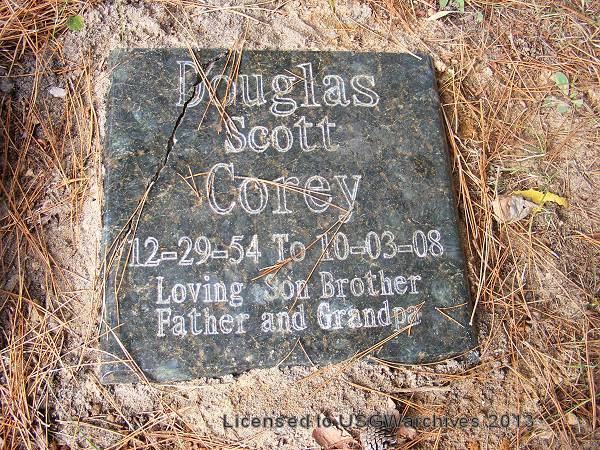 Douglas
Scott
Corey
12-29-54 To 10-03-08
Loving Son Brother
Father and Grandpa
Licensed to USGWarchives 2013